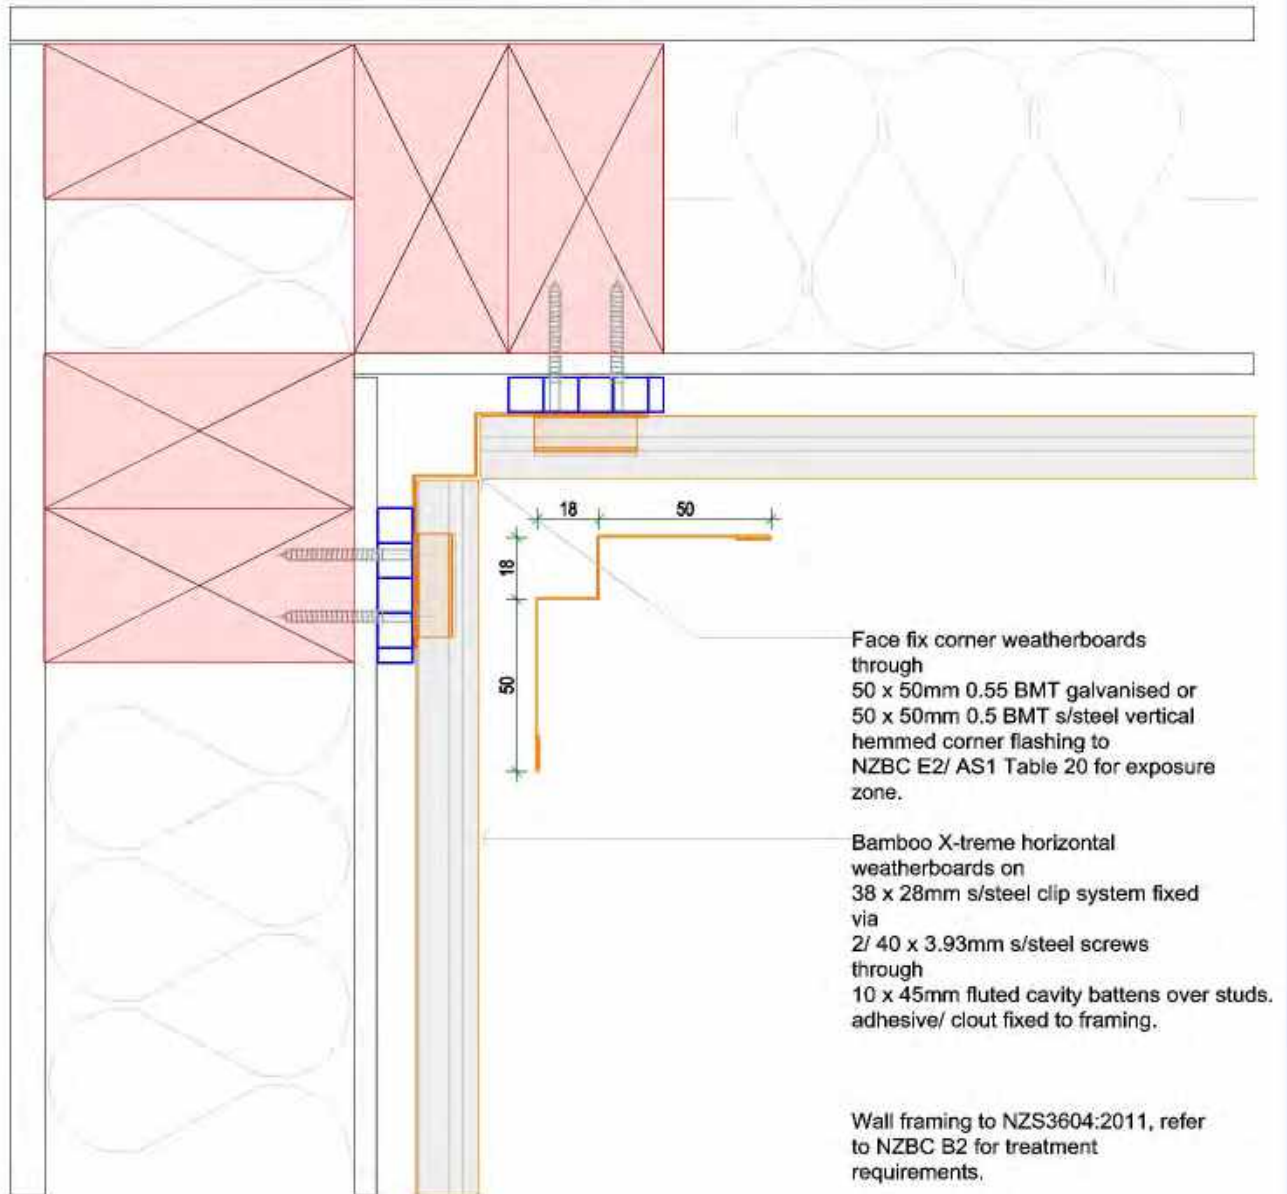 18
50
18
50
Face fix corner weatherboards
through
50 x 50mm 0.55 BMT galvanised or
50 x 50mm 0.5 BMT s/steel vertical
hemmed corner flashing to
NZBC E2/ AS1 Table 20 for exposure
zone.
Bamboo X-treme horizontal
weatherboards on
38 x 28mm s/steel clip system fixed
via
2/ 40 x 3.93mm s/steel screws
through
10 x 45mm fluted cavity battens over studs.
adhesive/ clout fixed to framing.
Wall framing to NZS3604:2011, refer
to NZBC B2 for treatment
requirements.